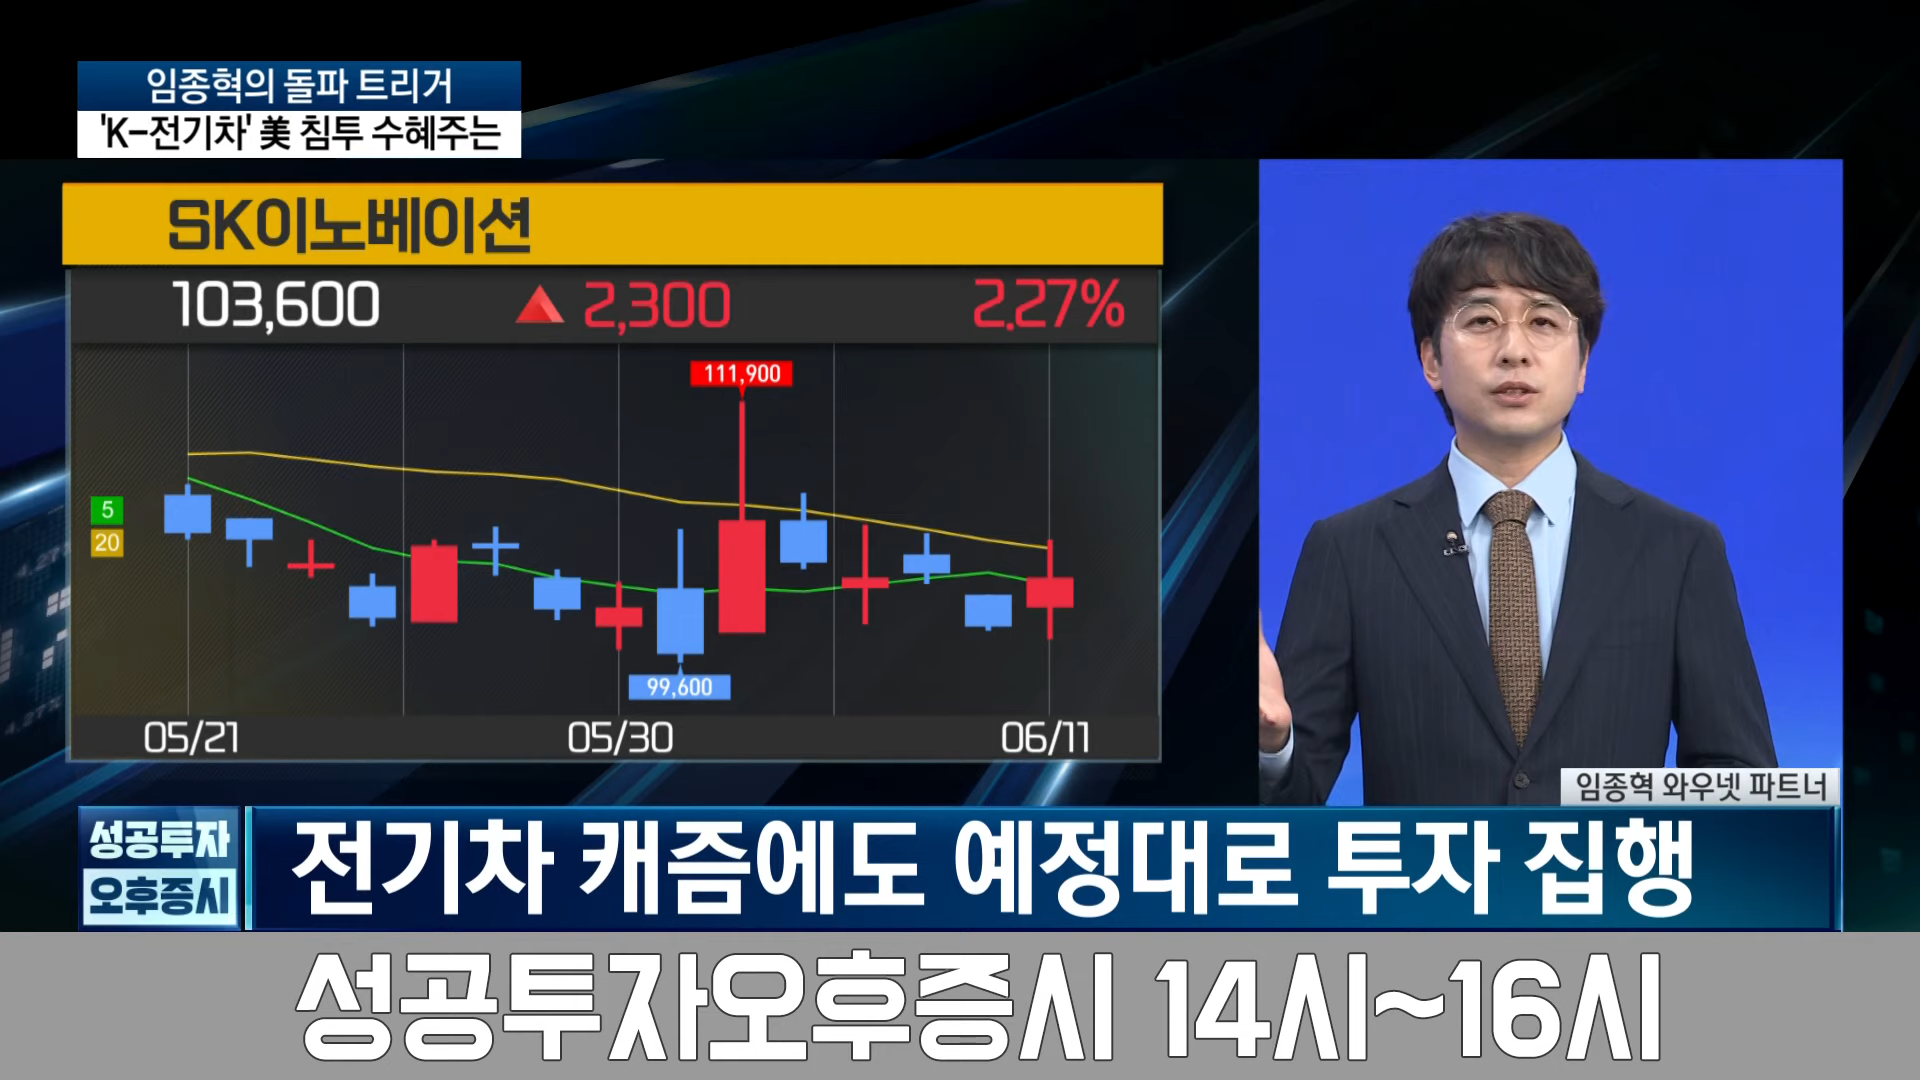 임종혁의 돌파 트리거
'K-전기차' 美 침투 수혜주는
SK이노베이션
103,600 ▲ 2,300 2.27%
111,900
5
20
99,600
05/21 05/30 06/11
임종혁 와우넷 파트너
성공투자
오후증시
전기차 캐즘에도 예정대로 투자 집행
성공투자오후증시 14시~16시